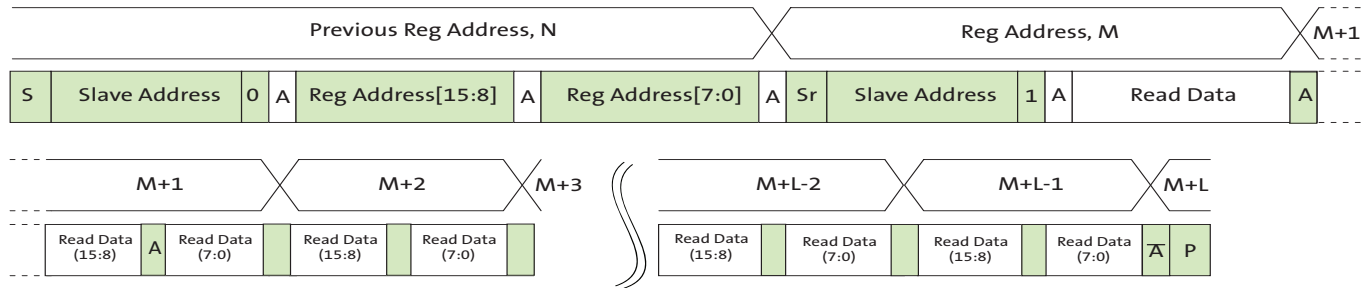 Previous Reg Address, N Reg Address, M M+1
S Slave Address 0 A Reg Address[15:8] A Reg Address[7:0] A Sr Slave Address 1 A Read Data A
M+1 M+2 M+3 M+L-2 M+L-1 M+L
Read Data (15:8) A Read Data (7:0) Read Data (15:8) Read Data (7:0) Read Data (15:8) Read Data (7:0) Read Data (15:8) Read Data (7:0) A̅ P